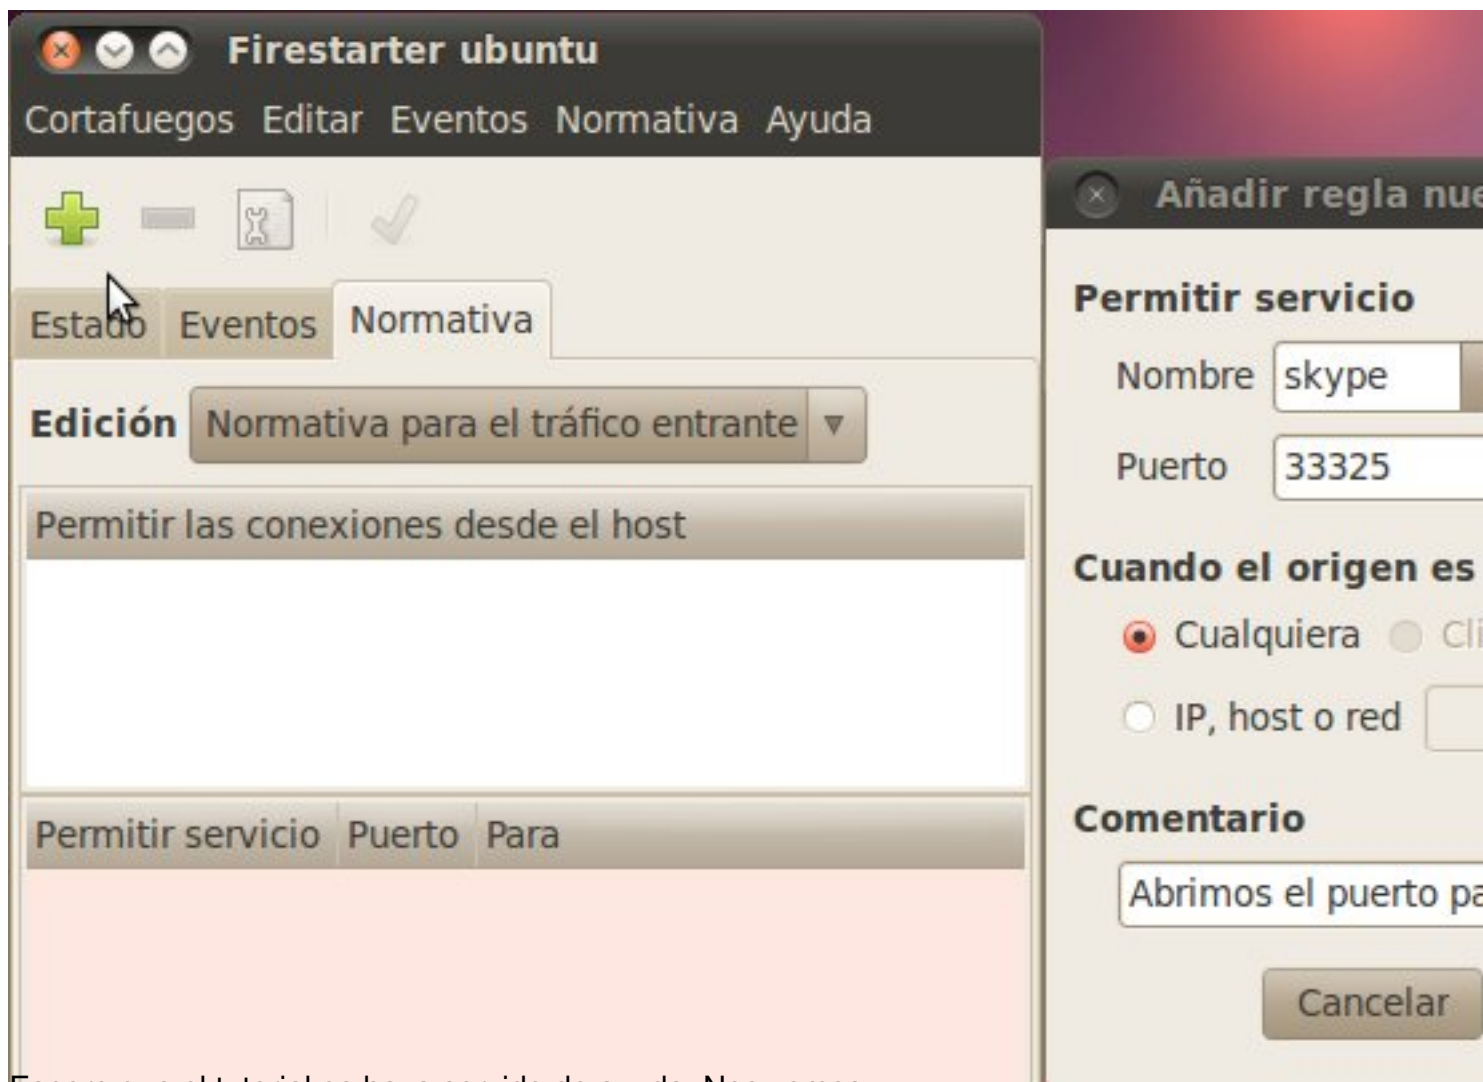 Firestarter ubuntu
Cortafuegos Editar Eventos Normativa Ayuda
Estado Eventos Normativa
Edición Normativa para el tráfico entrante
Permitir las conexiones desde el host
Permitir servicio Puerto Para
Añadir regla nue
Permitir servicio
Nombre skype
Puerto 33325
Cuando el origen es
Cualquiera Cli
IP, host o red
Comentario
Abrimos el puerto pa
Cancelar